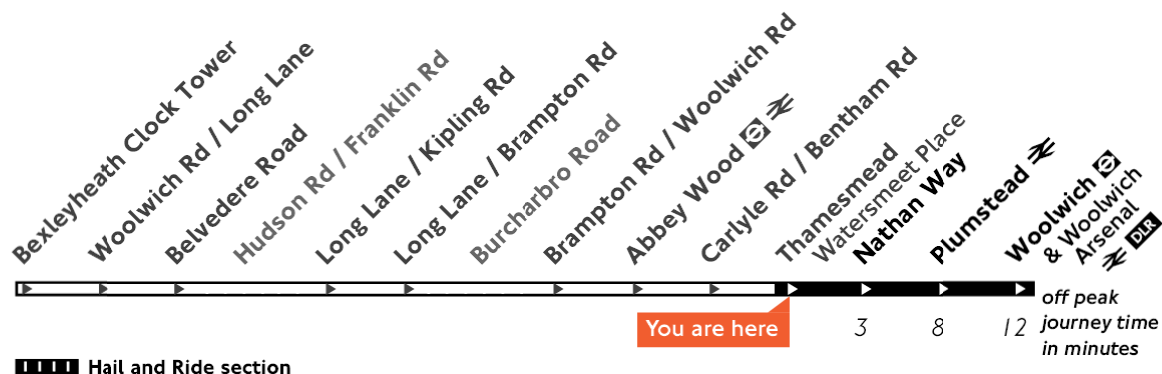 Bexleyheath Clock Tower
Woolwich Rd / Long Lane
Belvedere Road
Hudson Rd / Franklin Rd
Long Lane / Kipling Rd
Long Lane / Brampton Rd
Burcharbro Road
Brampton Rd / Woolwich Rd
Abbey Wood
Carlyle Rd / Bentham Rd
Thamesmead
Watersmeet Place
Nathan Way
Plumstead
Woolwich
& Woolwich
Arsenal
DLR
You are here
3 8 12
off peak
journey time
in minutes
Hail and Ride section